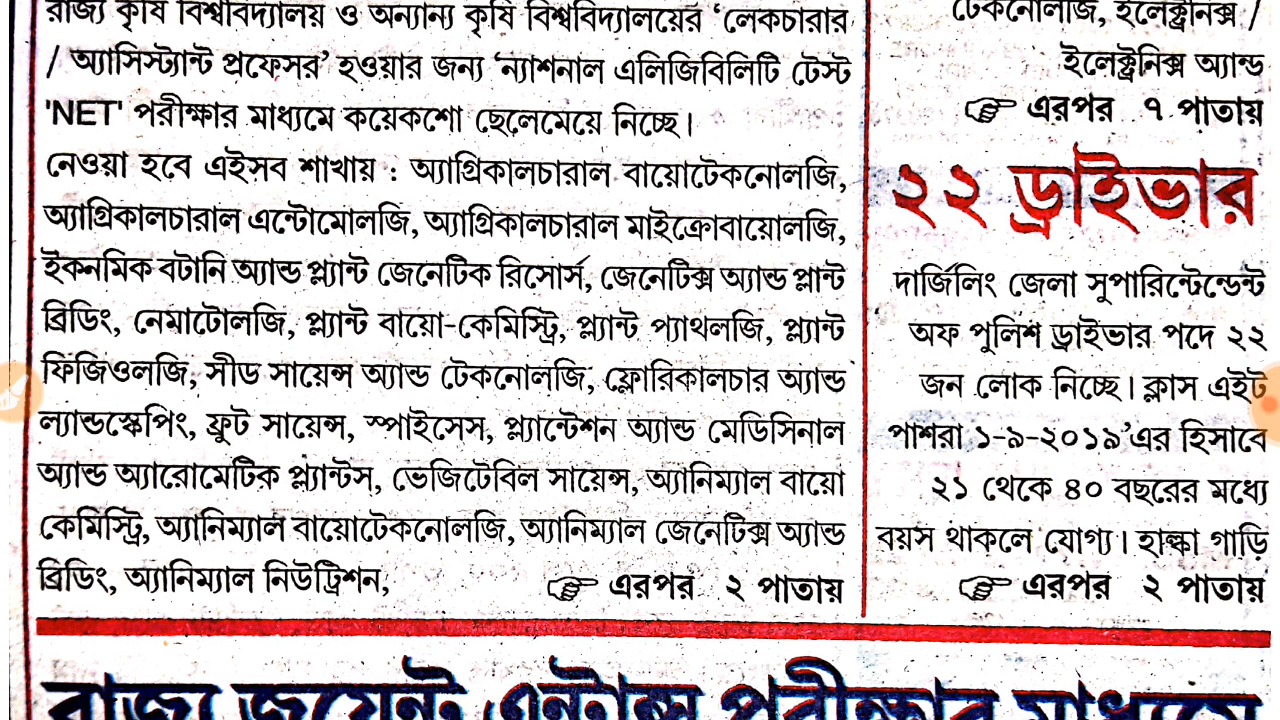 রাজ্য কৃষি বিশ্ববিদ্যালয় ও অন্যান্য কৃষি বিশ্ববিদ্যালয়ের ‘লেকচারার
/ অ্যাসিস্ট্যান্ট প্রফেসর’ হওয়ার জন্য ‘ন্যাশনাল এলিজিবিলিটি টেস্ট
'NET' পরীক্ষার মাধ্যমে কয়েকশো ছেলেমেয়ে নিচ্ছে।
নেওয়া হবে এইসব শাখায় : অ্যাগ্রিকালচারাল বায়োটেকনোলজি,
অ্যাগ্রিকালচারাল এন্টোমোলজি, অ্যাগ্রিকালচারাল মাইক্রোবায়োলজি,
ইকনমিক বটানি অ্যান্ড প্ল্যান্ট জেনেটিক রিসোর্স, জেনেটিক্স অ্যান্ড প্লান্ট
ব্রিডিং, নেমাটোলজি, প্ল্যান্ট বায়ো-কেমিস্ট্রি, প্ল্যান্ট প্যাথলজি, প্ল্যান্ট
ফিজিওলজি, সীড সায়েন্স অ্যান্ড টেকনোলজি, ফ্লোরিকালচার অ্যান্ড
ল্যান্ডস্কেপিং, ফ্রুট সায়েন্স, স্পাইসেস, প্ল্যান্টেশন অ্যান্ড মেডিসিনাল
অ্যান্ড অ্যারোমেটিক প্ল্যান্টস, ভেজিটেবিল সায়েন্স, অ্যানিম্যাল বায়ো
কেমিস্ট্রি, অ্যানিম্যাল বায়োটেকনোলজি, অ্যানিম্যাল জেনেটিক্স অ্যান্ড
ব্রিডিং, অ্যানিম্যাল নিউট্রিশন, এরপর ২ পাতায়
টেকনোলজি, ইলেক্ট্রনিক্স /
ইলেক্ট্রনিক্স অ্যান্ড
এরপর ৭ পাতায়
২২ ড্রাইভার
দার্জিলিং জেলা সুপারিন্টেন্ডেন্ট
অফ পুলিশ ড্রাইভার পদে ২২
জন লোক নিচ্ছে। ক্লাস এইট
পাশরা ১-৯-২০১৯’এর হিসাবে
২১ থেকে ৪০ বছরের মধ্যে
বয়স থাকলে যোগ্য। হাল্কা গাড়ি
এরপর ২ পাতায়
রাজ্য জয়েন্ট এন্ট্রান্স পরীক্ষার মাধ্যমে